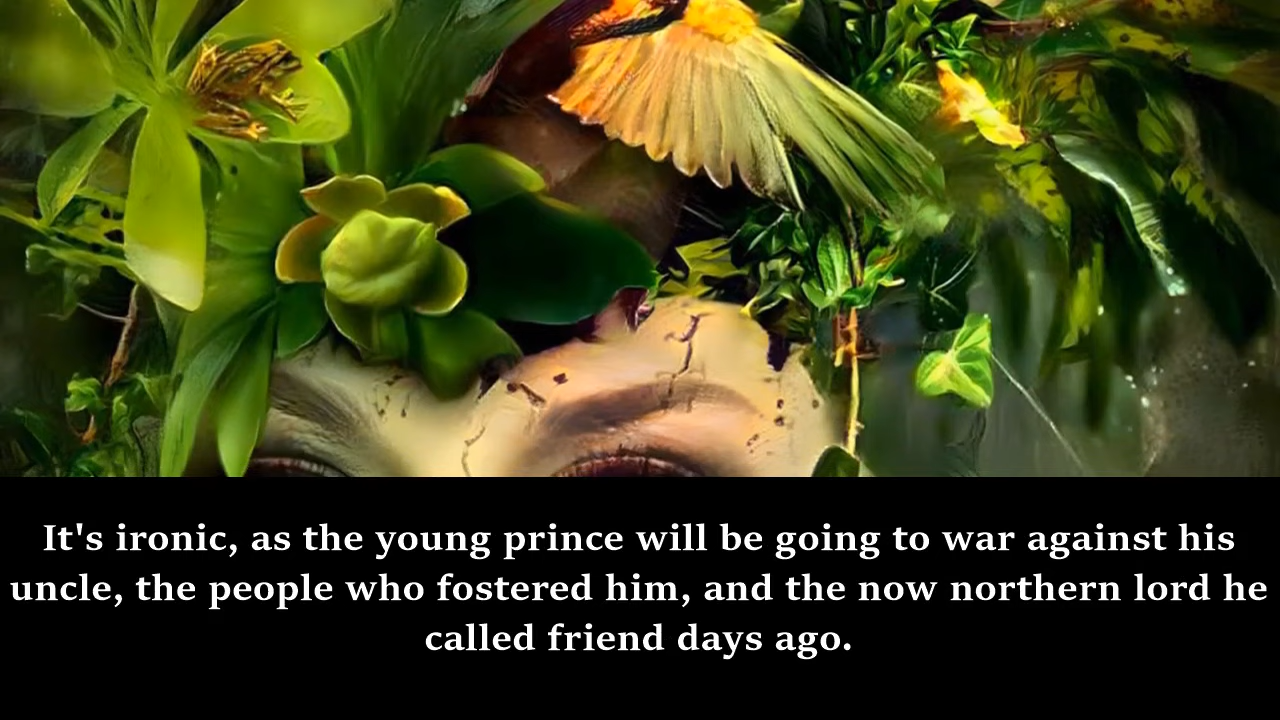 It's ironic, as the young prince will be going to war against his
uncle, the people who fostered him, and the now northern lord he
called friend days ago.